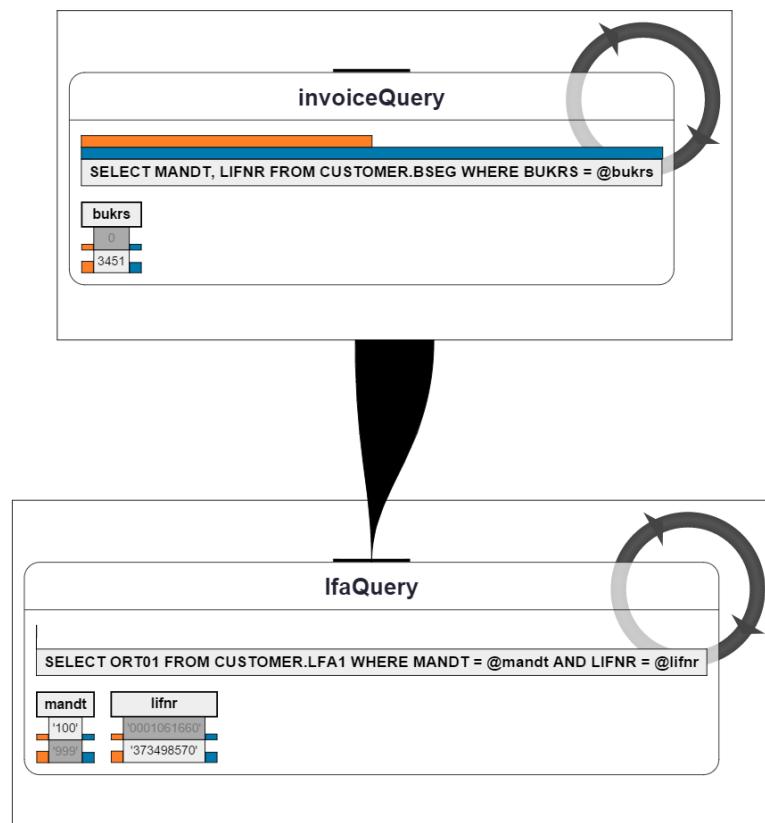 invoiceQuery
SELECT MANDT, LIFNR FROM CUSTOMER.BSEG WHERE BUKRS = @bukrs
bukrs
0
3451
lfaQuery
SELECT ORT01 FROM CUSTOMER.LFA1 WHERE MANDT = @mandt AND LIFNR = @lifnr
mandt lifnr
'100' '0001061660'
'999' '373498570'